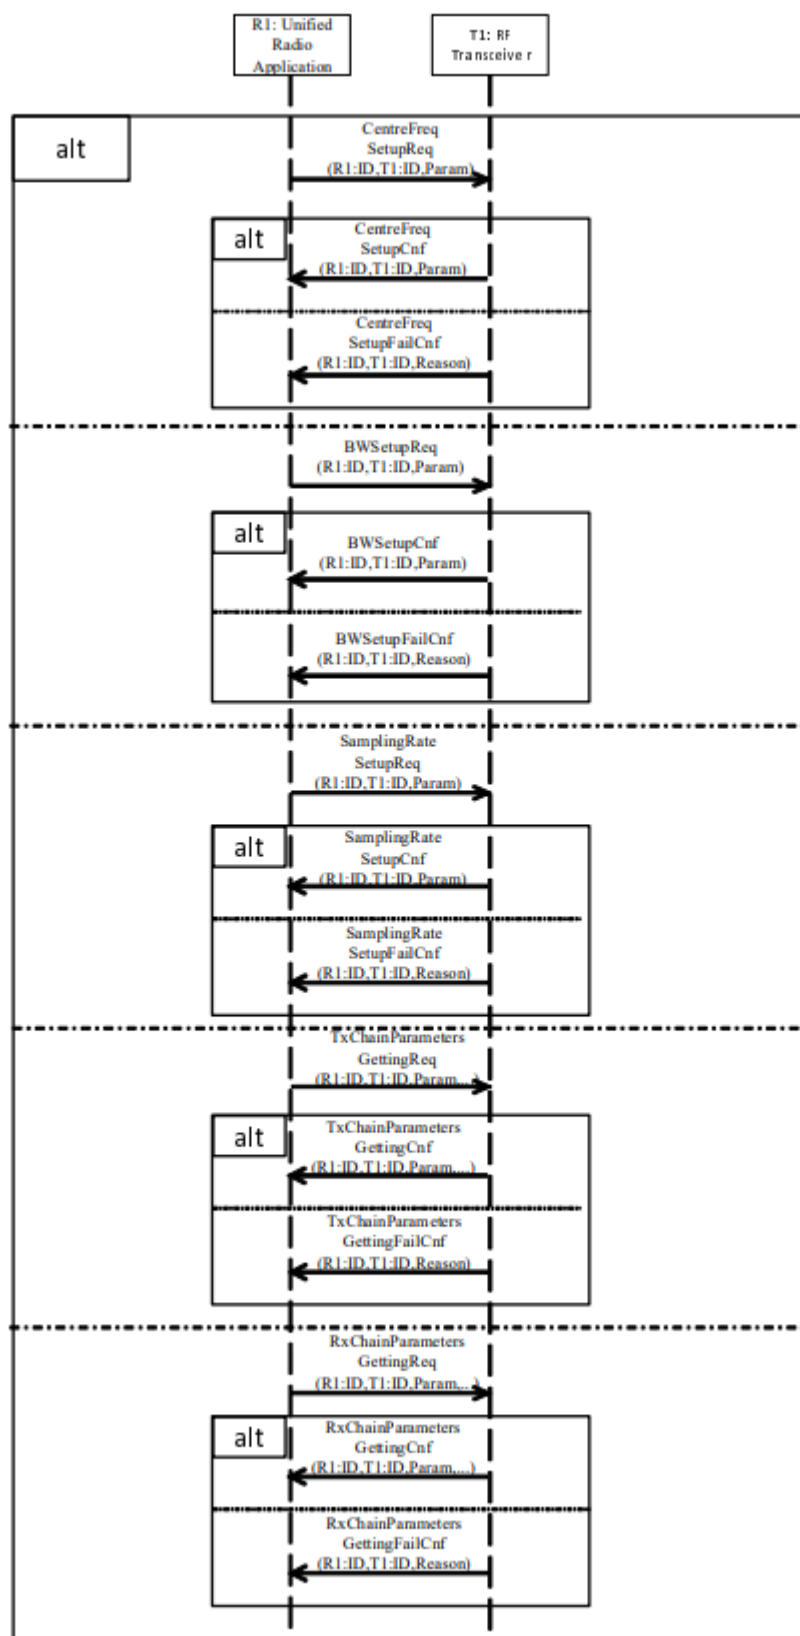 R1: Unified
Radio
Application
T1: RF
Transceiver
alt
CentreFreq
SetupReq
(R1:ID,T1:ID,Param)
alt
CentreFreq
SetupCnf
(R1:ID,T1:ID,Param)
CentreFreq
SetupFailCnf
(R1:ID,T1:ID,Reason)
BWSetupReq
(R1:ID,T1:ID,Param)
alt
BWSetupCnf
(R1:ID,T1:ID,Param)
BWSetupFailCnf
(R1:ID,T1:ID,Reason)
SamplingRate
SetupReq
(R1:ID,T1:ID,Param)
alt
SamplingRate
SetupCnf
(R1:ID,T1:ID,Param)
SamplingRate
SetupFailCnf
(R1:ID,T1:ID,Reason)
TxChainParameters
GettingReq
(R1:ID,T1:ID,Param,...)
alt
TxChainParameters
GettingCnf
(R1:ID,T1:ID,Param,...)
TxChainParameters
GettingFailCnf
(R1:ID,T1:ID,Reason)
RxChainParameters
GettingReq
(R1:ID,T1:ID,Param,...)
alt
RxChainParameters
GettingCnf
(R1:ID,T1:ID,Param,...)
RxChainParameters
GettingFailCnf
(R1:ID,T1:ID,Reason)